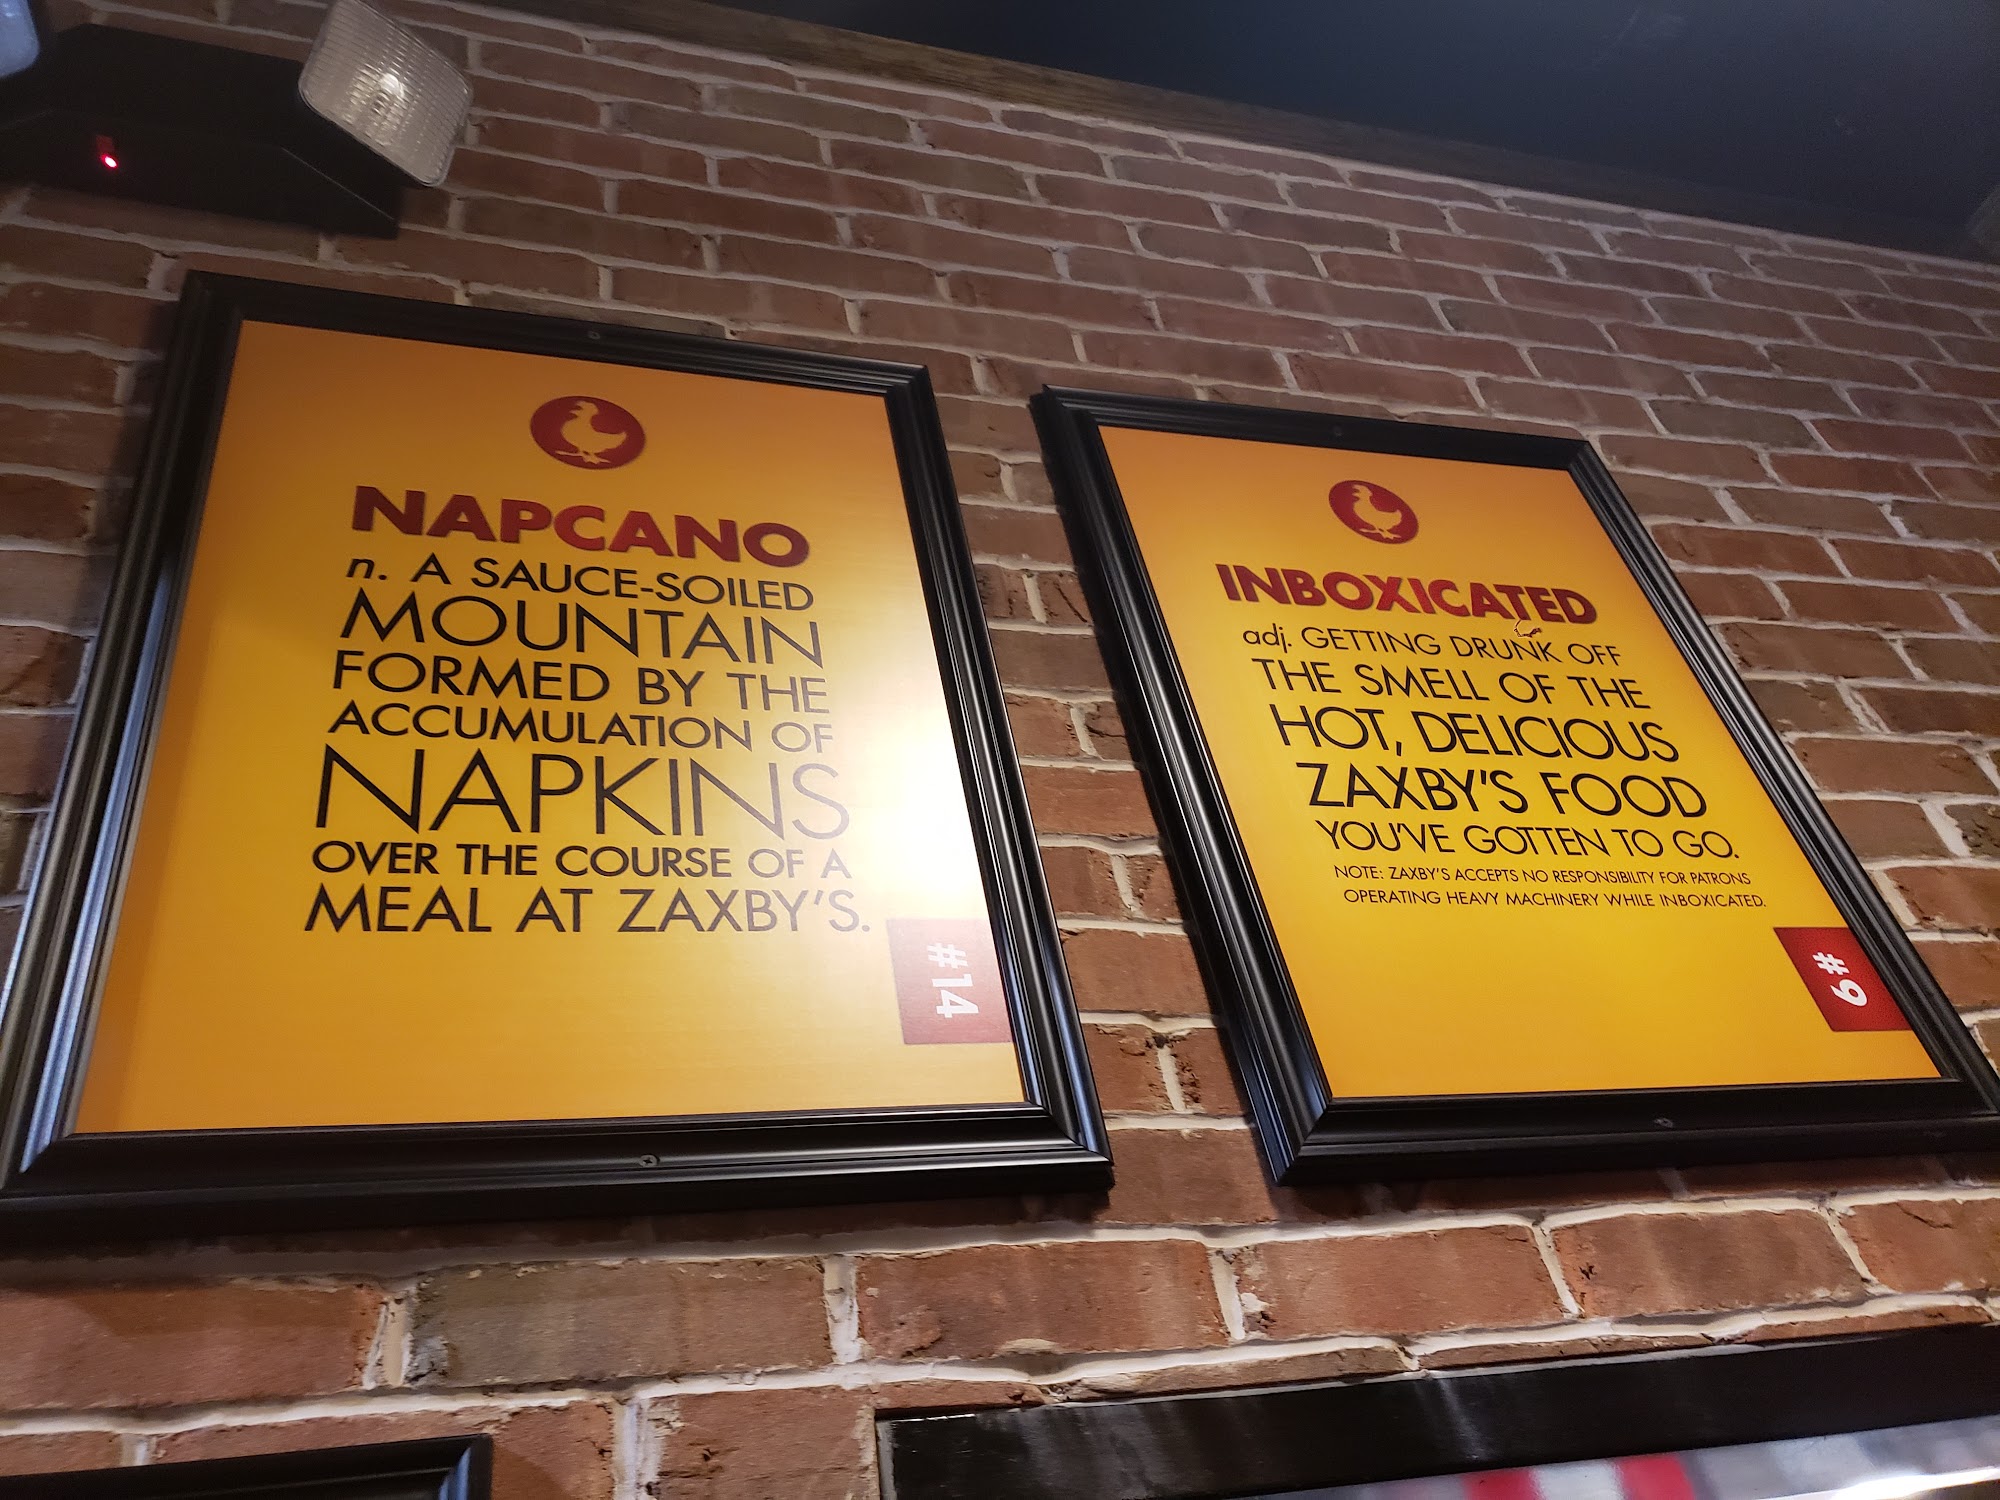 NAPCANO
n. A SAUCE-SOILED
MOUNTAIN
FORMED BY THE
ACCUMULATION OF
NAPKINS
OVER THE COURSE OF A
MEAL AT ZAXBY'S.
#14
INBOXICATED
adj. GETTING DRUNK OFF
THE SMELL OF THE
HOT, DELICIOUS
ZAXBY'S FOOD
YOU'VE GOTTEN TO GO.
NOTE: ZAXBY'S ACCEPTS NO RESPONSIBILITY FOR PATRONS
OPERATING HEAVY MACHINERY WHILE INBOXICATED.
#9